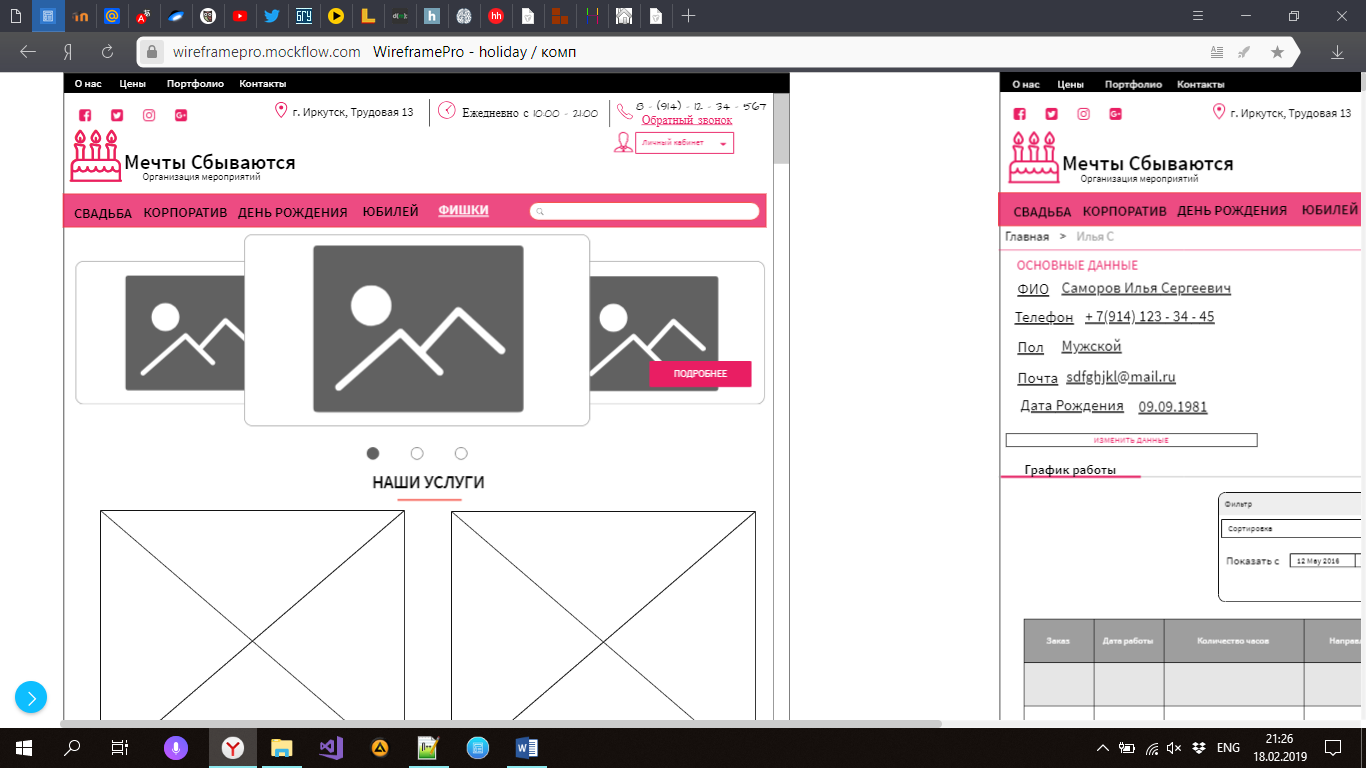 wireframepro.mockflow.com WireframePro - holiday / комп
О нас Цены Портфолио Контакты
г. Иркутск, Трудовая 13
Ежедневно с 10:00 - 21:00
8 - (914) - 12 - 34 - 567
Обратный звонок
Личный кабинет
Мечты Сбываются
Организация мероприятий
СВАДЬБА КОРПОРАТИВ ДЕНЬ РОЖДЕНИЯ ЮБИЛЕЙ ФИШКИ
ПОДРОБНЕЕ
НАШИ УСЛУГИ
О нас Цены Портфолио Контакты
г. Иркутск, Трудовая 13
Мечты Сбываются
Организация мероприятий
СВАДЬБА КОРПОРАТИВ ДЕНЬ РОЖДЕНИЯ ЮБИЛЕЙ
Главная > Илья С
ОСНОВНЫЕ ДАННЫЕ
ФИО Саморов Илья Сергеевич
Телефон + 7(914) 123 - 34 - 45
Пол Мужской
Почта sdfghjkl@mail.ru
Дата Рождения 09.09.1981
ИЗМЕНИТЬ ДАННЫЕ
График работы
Фильтр
Сортировка
Показать с 12 May 2016
Заказ Дата работы Количество часов Направл
ENG
21:26
18.02.2019